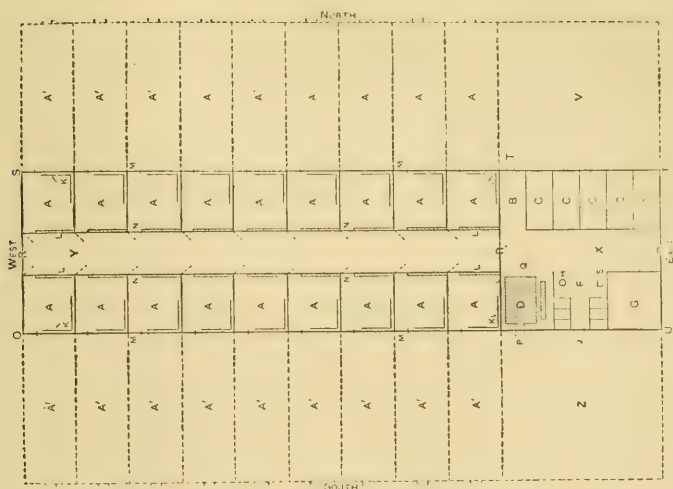 NORTH
A' A' A' A A' A A A A V
S M M T
K
A A A A A A A A A B C C C
L N N L
WEST Y R' X
L N N L Q O H F E
A A A A A A A A A D G
K K
O M M P J U
A' A' A' A' A' A' A' A' A' Z
SOUTH